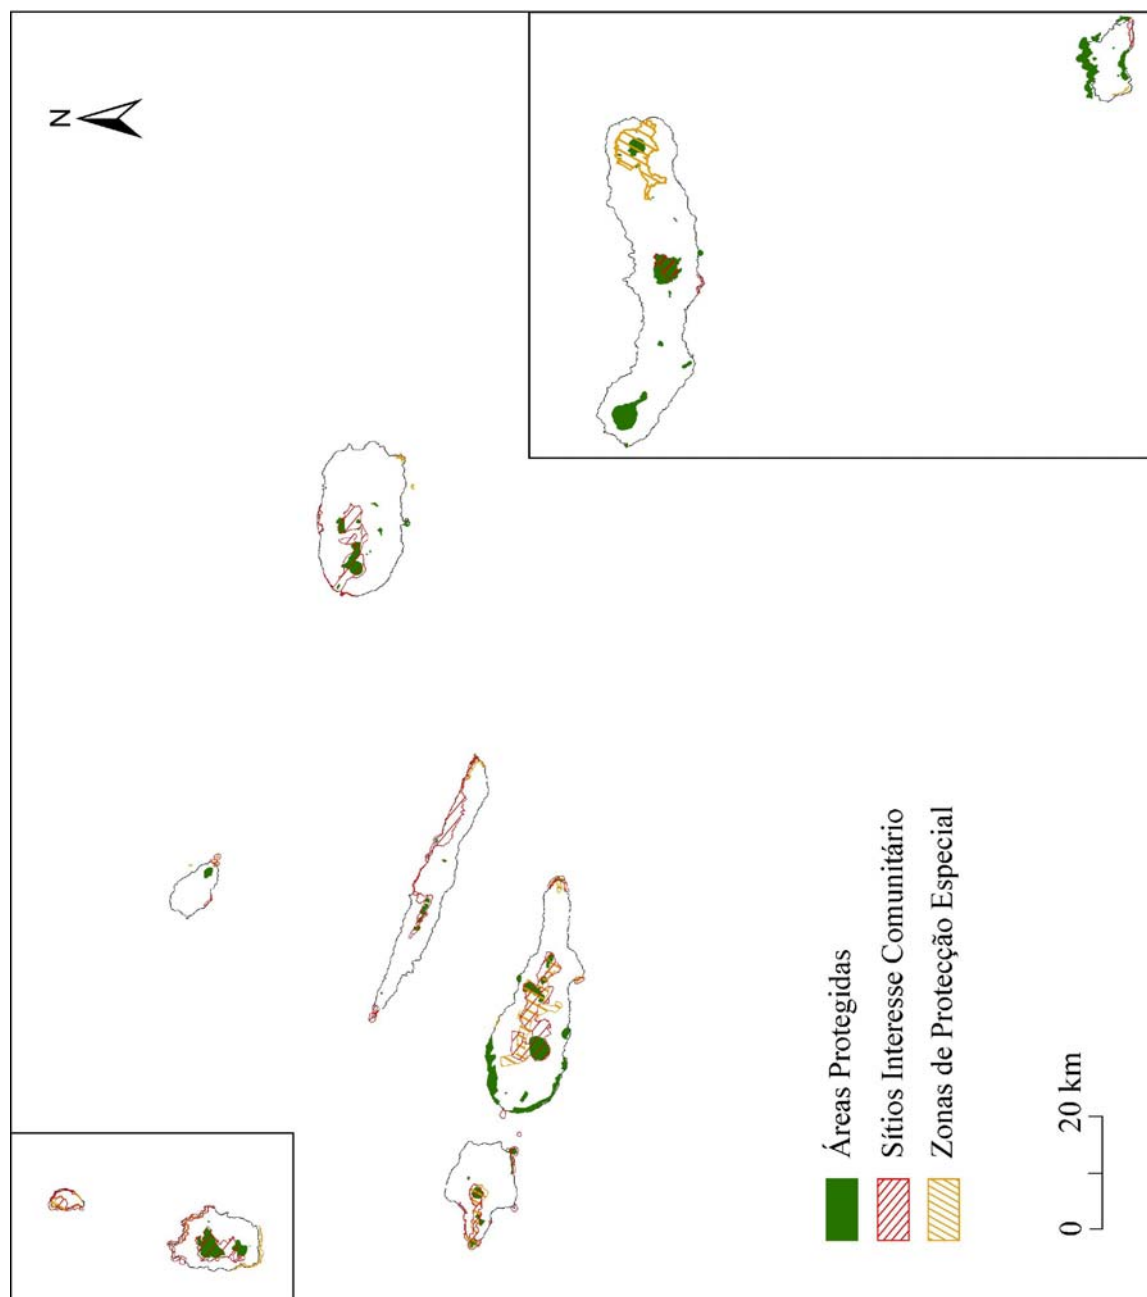 N
Áreas Protegidas
Sítios Interesse Comunitário
Zonas de Protecção Especial
0 20 km